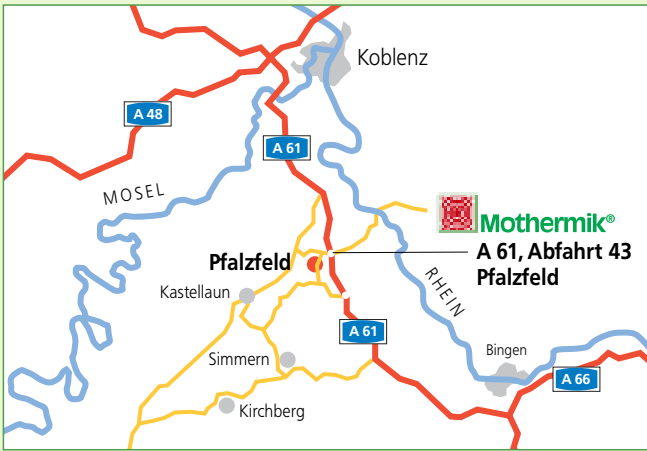 Koblenz
A 48
A 61
MOSEL
Mothermik®
A 61, Abfahrt 43
Pfalzfeld
Pfalzfeld
Kastellaun
RHEIN
A 61
Simmern
Bingen
A 66
Kirchberg